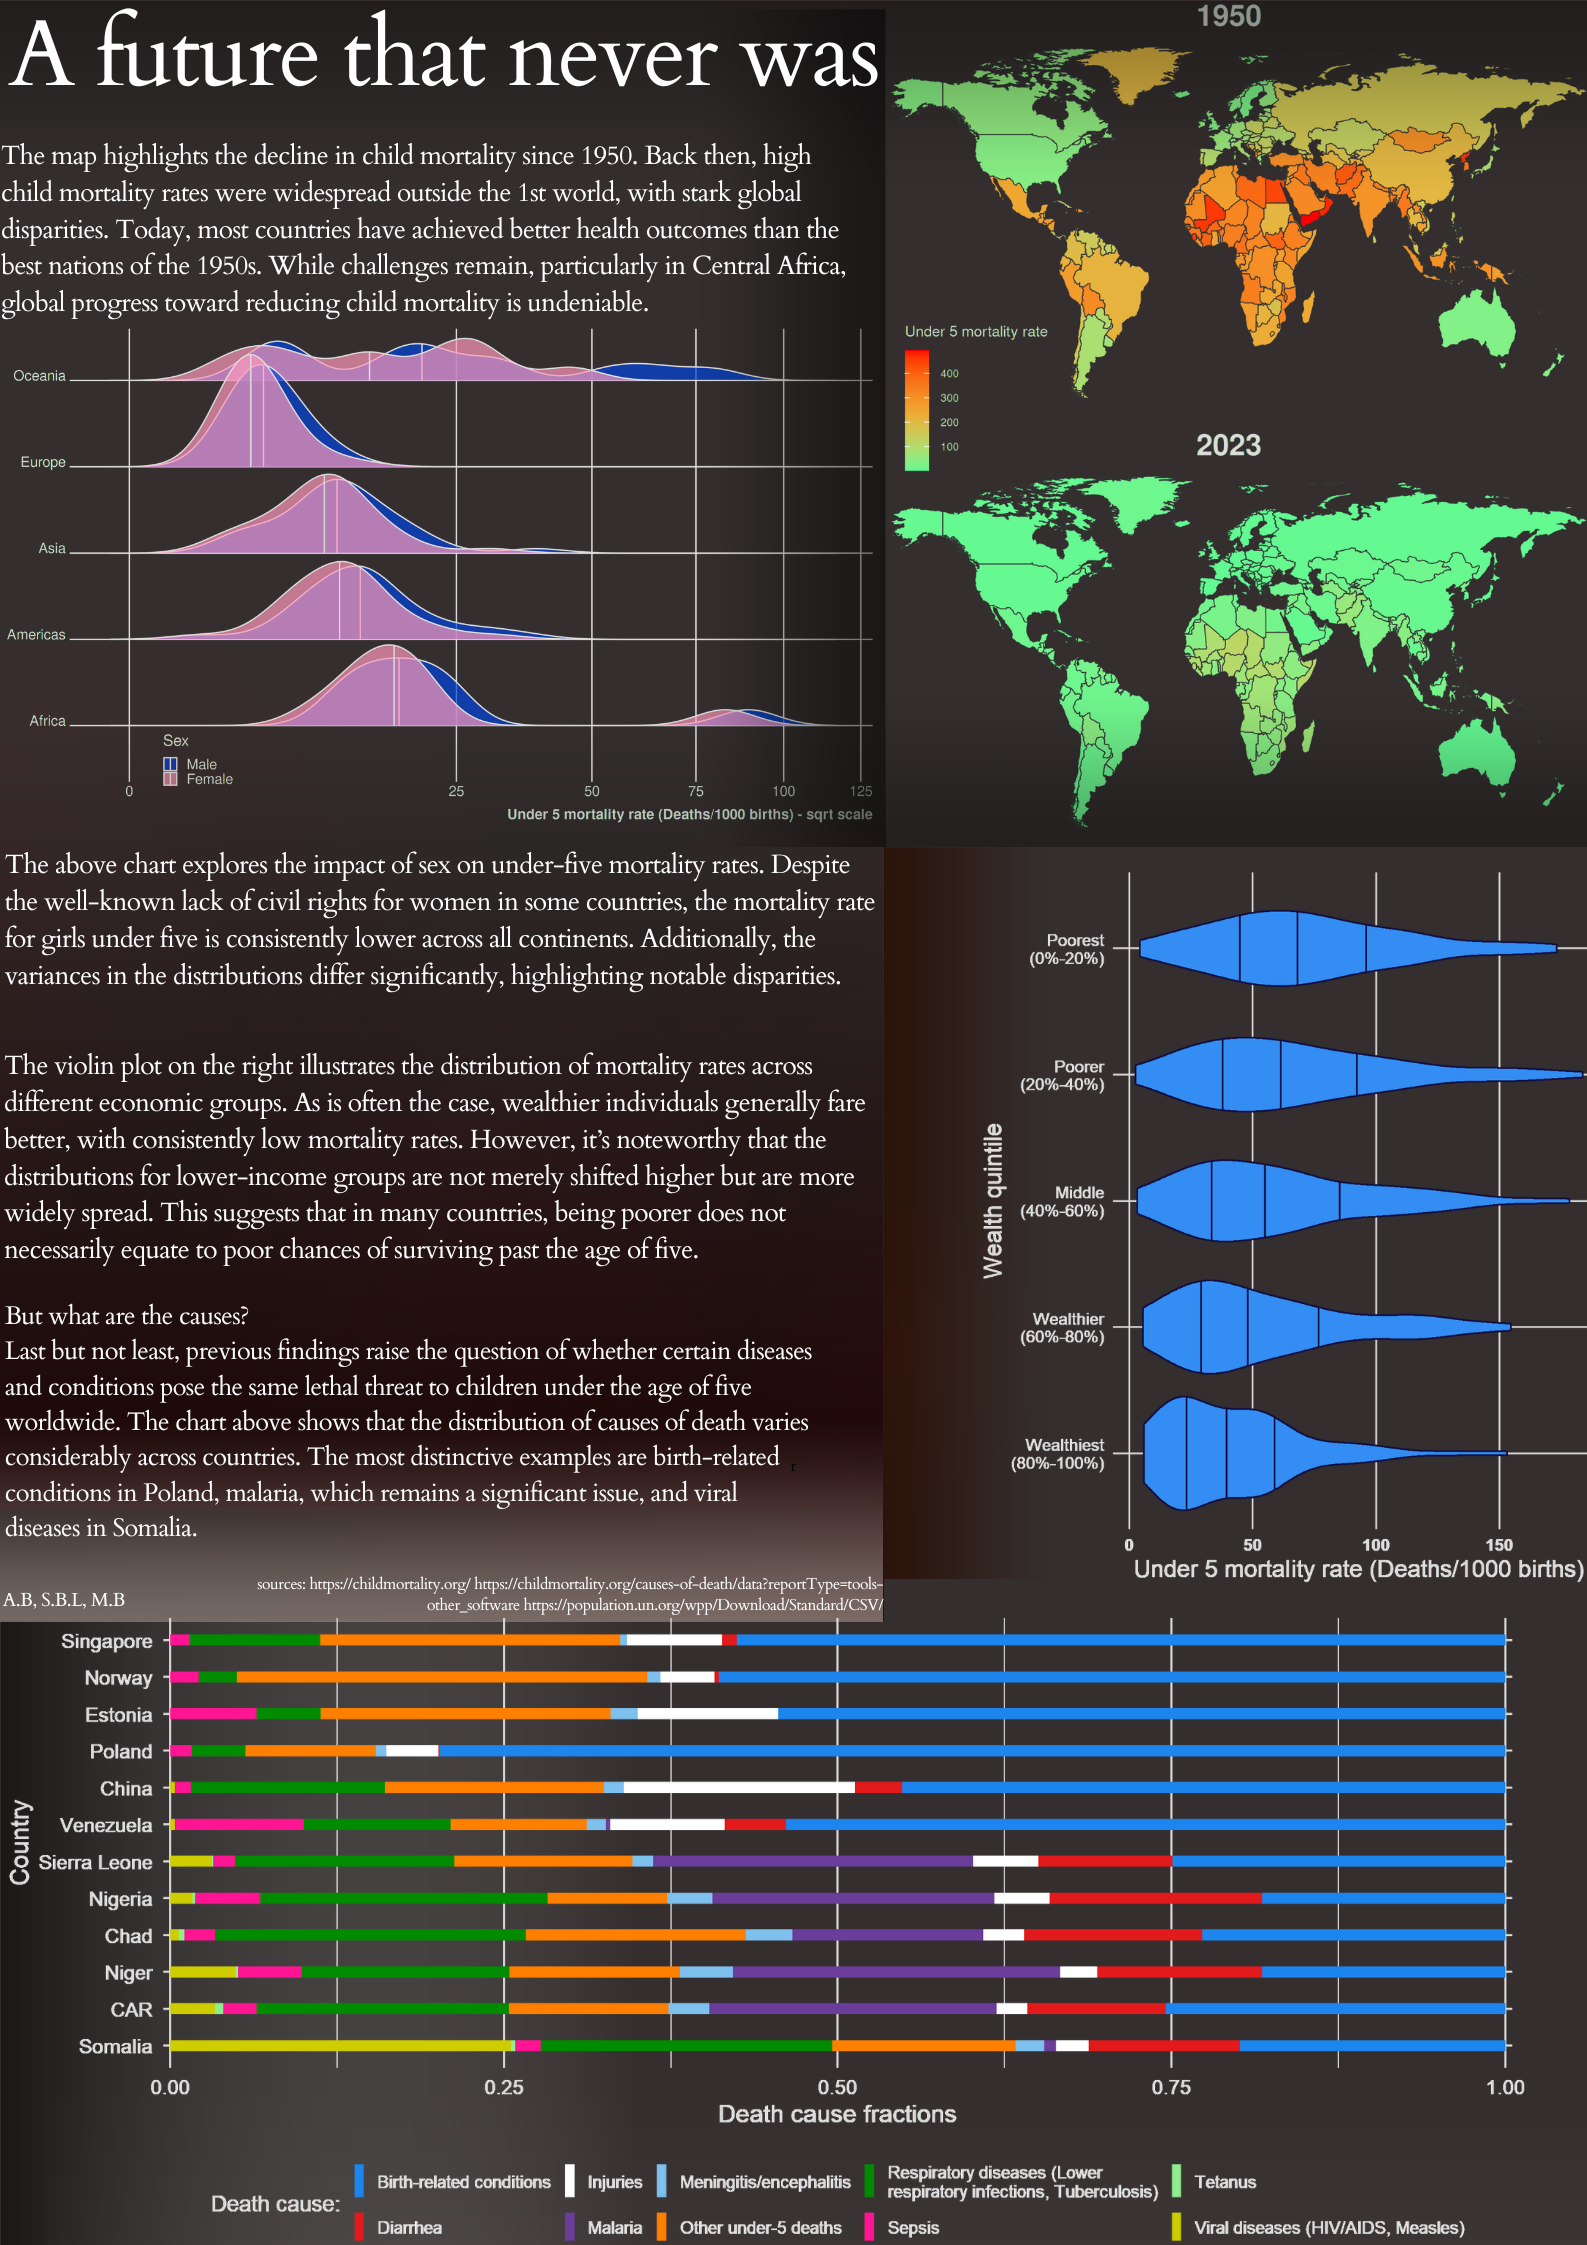 A future that never was
The map highlights the decline in child mortality since 1950. Back then, high
child mortality rates were widespread outside the 1st world, with stark global
disparities. Today, most countries have achieved better health outcomes than the
best nations of the 1950s. While challenges remain, particularly in Central Africa,
global progress toward reducing child mortality is undeniable.
1950
Under 5 mortality rate
400
300
200
100
2023
Oceania
Europe
Asia
Americas
Africa
Sex
Male
Female
0 25 50 75 100 125
Under 5 mortality rate (Deaths/1000 births) - sqrt scale
The above chart explores the impact of sex on under-five mortality rates. Despite
the well-known lack of civil rights for women in some countries, the mortality rate
for girls under five is consistently lower across all continents. Additionally, the
variances in the distributions differ significantly, highlighting notable disparities.
The violin plot on the right illustrates the distribution of mortality rates across
different economic groups. As is often the case, wealthier individuals generally fare
better, with consistently low mortality rates. However, it's noteworthy that the
distributions for lower-income groups are not merely shifted higher but are more
widely spread. This suggests that in many countries, being poorer does not
necessarily equate to poor chances of surviving past the age of five.
But what are the causes?
Last but not least, previous findings raise the question of whether certain diseases
and conditions pose the same lethal threat to children under the age of five
worldwide. The chart above shows that the distribution of causes of death varies
considerably across countries. The most distinctive examples are birth-related
r
conditions in Poland, malaria, which remains a significant issue, and viral
diseases in Somalia.
A.B, S.B.L, M.B
sources: https://childmortality.org/ https://childmortality.org/causes-of-death/data?reportType=tools-
other_software https://population.un.org/wpp/Download/Standard/CSV/
Wealth quintile
Poorest
(0%-20%)
Poorer
(20%-40%)
Middle
(40%-60%)
Wealthier
(60%-80%)
Wealthiest
(80%-100%)
0 50 100 150
Under 5 mortality rate (Deaths/1000 births)
Country
Singapore
Norway
Estonia
Poland
China
Venezuela
Sierra Leone
Nigeria
Chad
Niger
CAR
Somalia
0.00 0.25 0.50 0.75 1.00
Death cause fractions
Death cause:
Birth-related conditions
Diarrhea
Injuries
Malaria
Meningitis/encephalitis
Other under-5 deaths
Respiratory diseases (Lower
respiratory infections, Tuberculosis)
Sepsis
Tetanus
Viral diseases (HIV/AIDS, Measles)